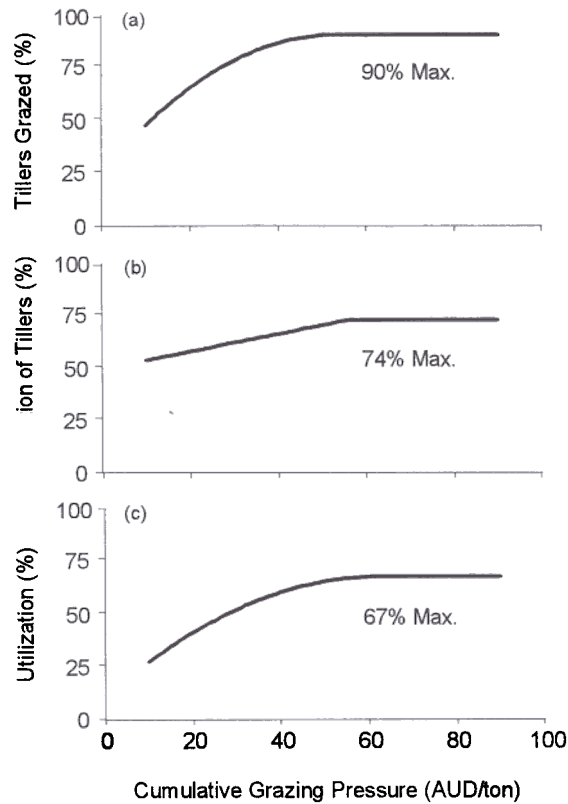 (a)
Tillers Grazed (%)
100
75
50
25
0
90% Max.
(b)
ion of Tillers (%)
100
75
50
25
0
74% Max.
(c)
Utilization (%)
100
75
50
25
0
67% Max.
0 20 40 60 80 100
Cumulative Grazing Pressure (AUD/ton)